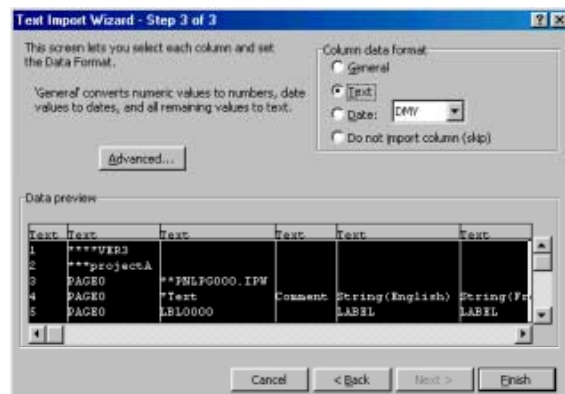 Text Import Wizard - Step 3 of 3
This screen lets you select each column and set
the Data Format.
'General' converts numeric values to numbers, date
values to dates, and all remaining values to text.
Advanced...
Column data format
General
Text
Date: DMY
Do not import column (skip)
Data preview
Text Text Text Text Text Text
1 ****VER3
2 ***projectA
3 PAGE0 **PNLPG000.IPW
4 PAGE0 *Text Comment String(English) String(Fr
5 PAGE0 LBL0000 LABEL LABEL
Cancel < Back Next > Finish